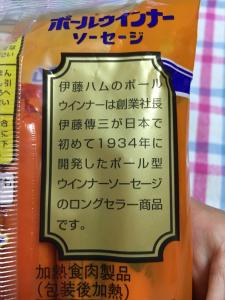 ポールウインナー
ソーセージ
伊藤ハムのポール
ウインナーは創業社長
伊藤傳三が日本で
初めて1934年に
開発したポール型
ウインナーソーセージ
のロングセラー商品
です。
加熱食肉製品
(包装後加熱)